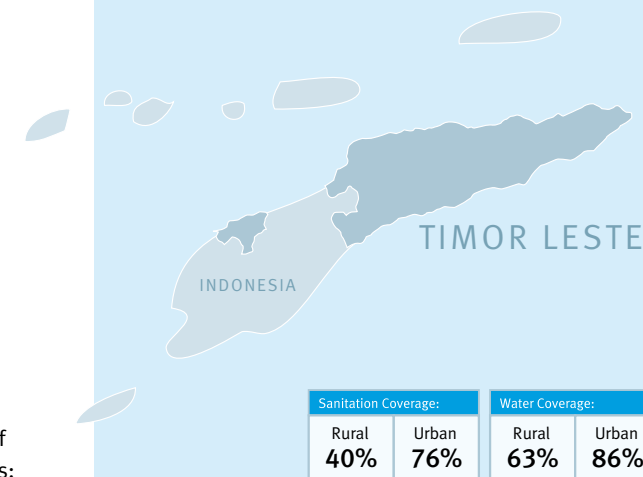 TIMOR LESTE
INDONESIA
Sanitation Coverage:
Water Coverage:
Rural
Urban
Rural
Urban
40%
76%
63%
86%